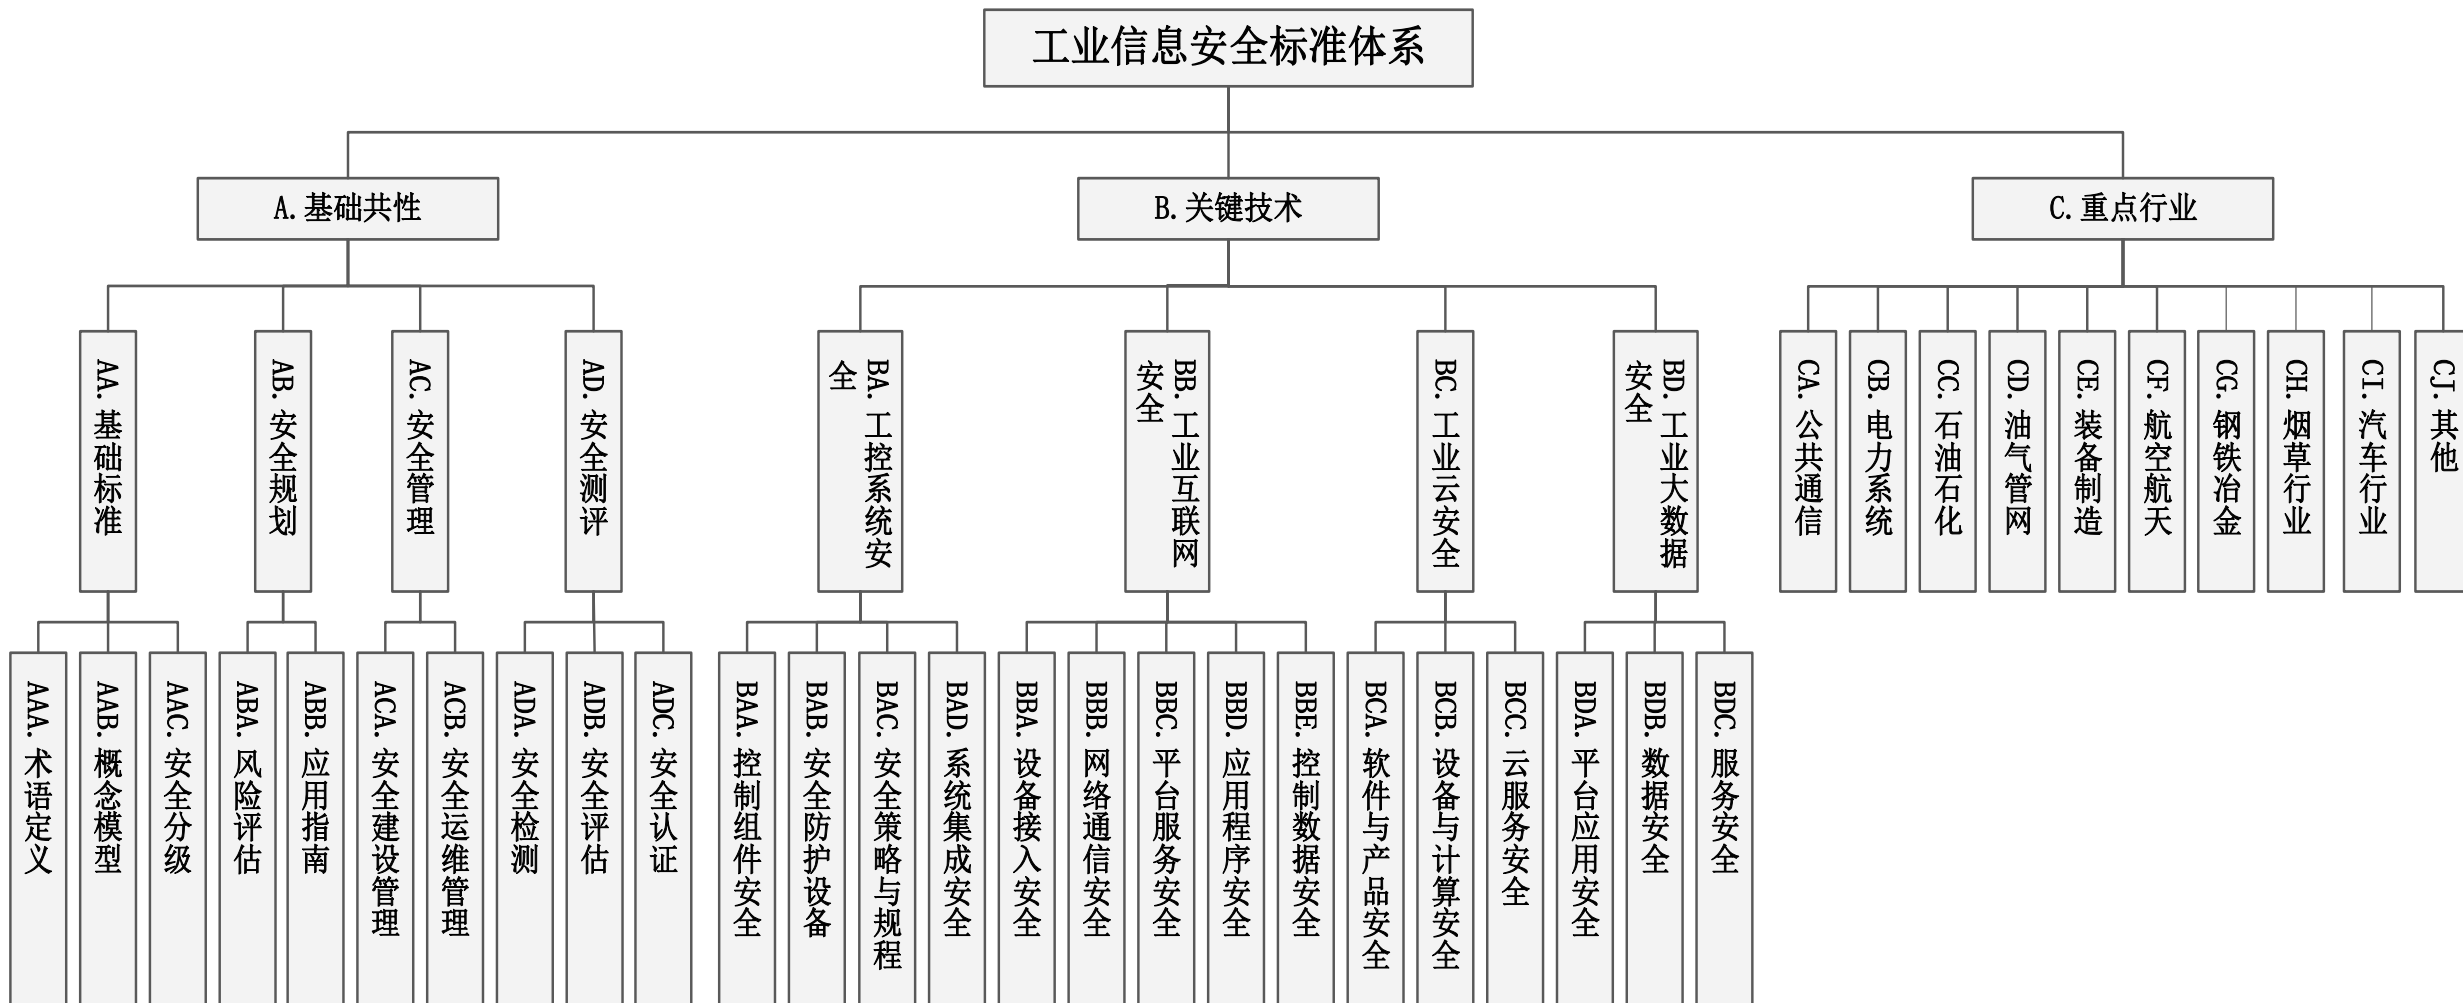 工业信息安全标准体系
A.基础共性
B.关键技术
C.重点行业
AA.基础标准
AB.安全规划
AC.安全管理
AD.安全测评
BA.工控系统安
全
BB.工业互联网
安全
BC.工业云安全
BD.工业大数据
安全
CA.公共通信
CB.电力系统
CC.石油石化
CD.油气管网
CE.装备制造
CF.航空航天
CG.钢铁冶金
CH.烟草行业
CI.汽车行业
CJ.其他
AAA.术语定义
AAB.概念模型
AAC.安全分级
ABA.风险评估
ABB.应用指南
ACA.安全建设管理
ACB.安全运维管理
ADA.安全检测
ADB.安全评估
ADC.安全认证
BAA.控制组件安全
BAB.安全防护设备
BAC.安全策略与规程
BAD.系统集成安全
BBA.设备接入安全
BBB.网络通信安全
BBC.平台服务安全
BBD.应用程序安全
BBE.控制数据安全
BCA.软件与产品安全
BCB.设备与计算安全
BCC.云服务安全
BDA.平台应用安全
BDB.数据安全
BDC.服务安全